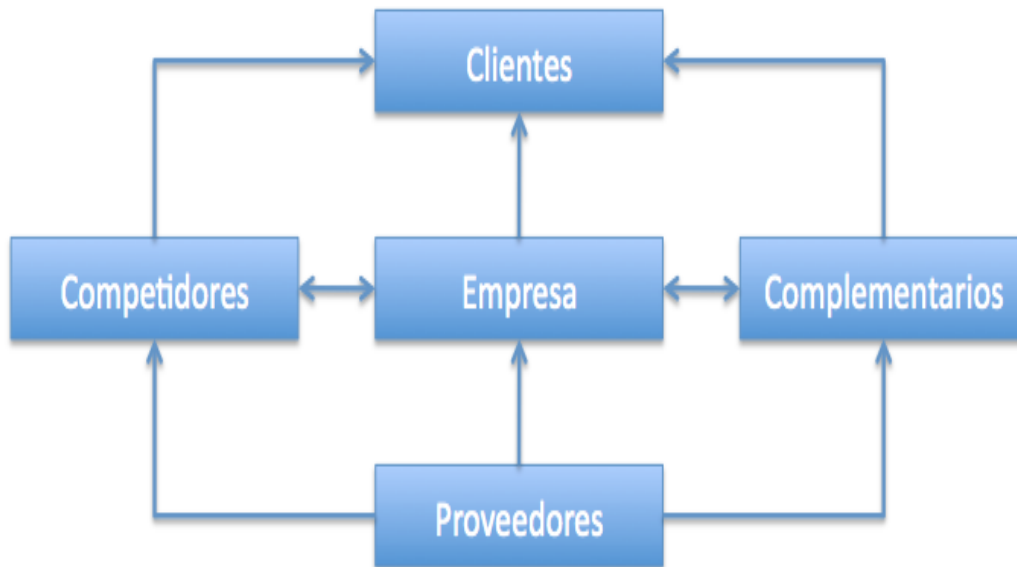 Clientes
Competidores
Empresa
Complementarios
Proveedores